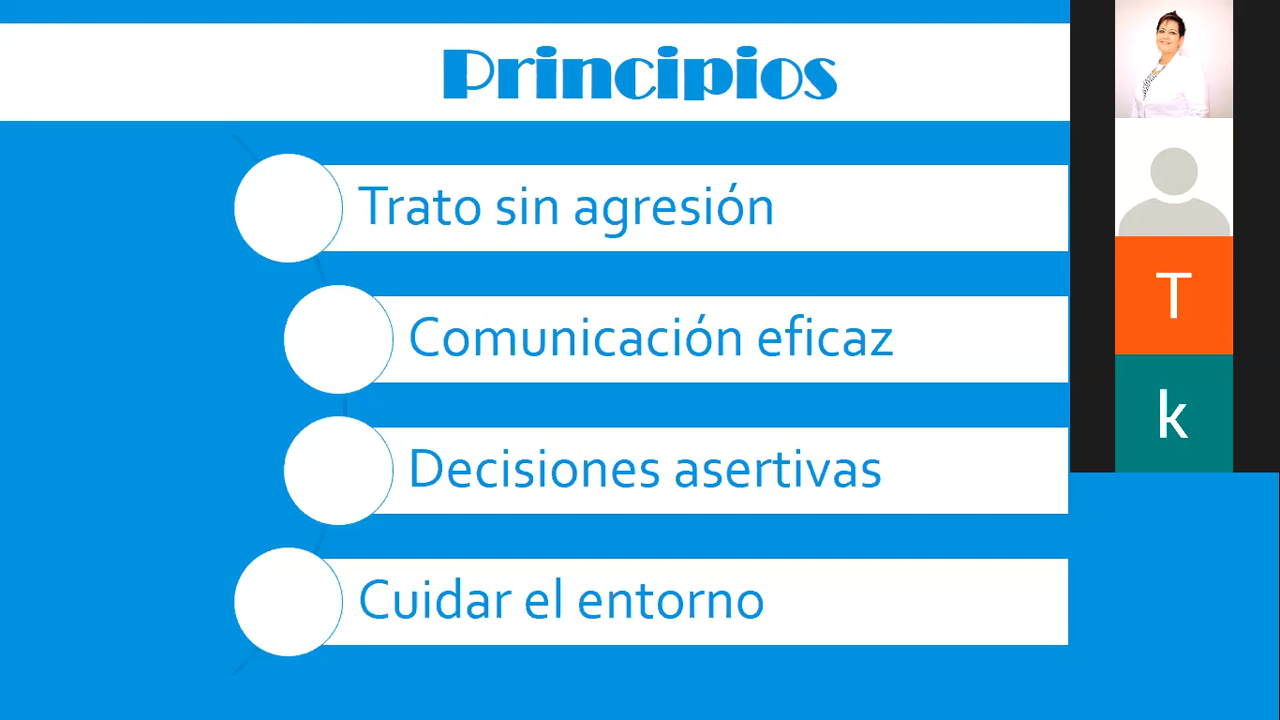 Principios
Trato sin agresión
Comunicación eficaz
Decisiones asertivas
Cuidar el entorno
T
k